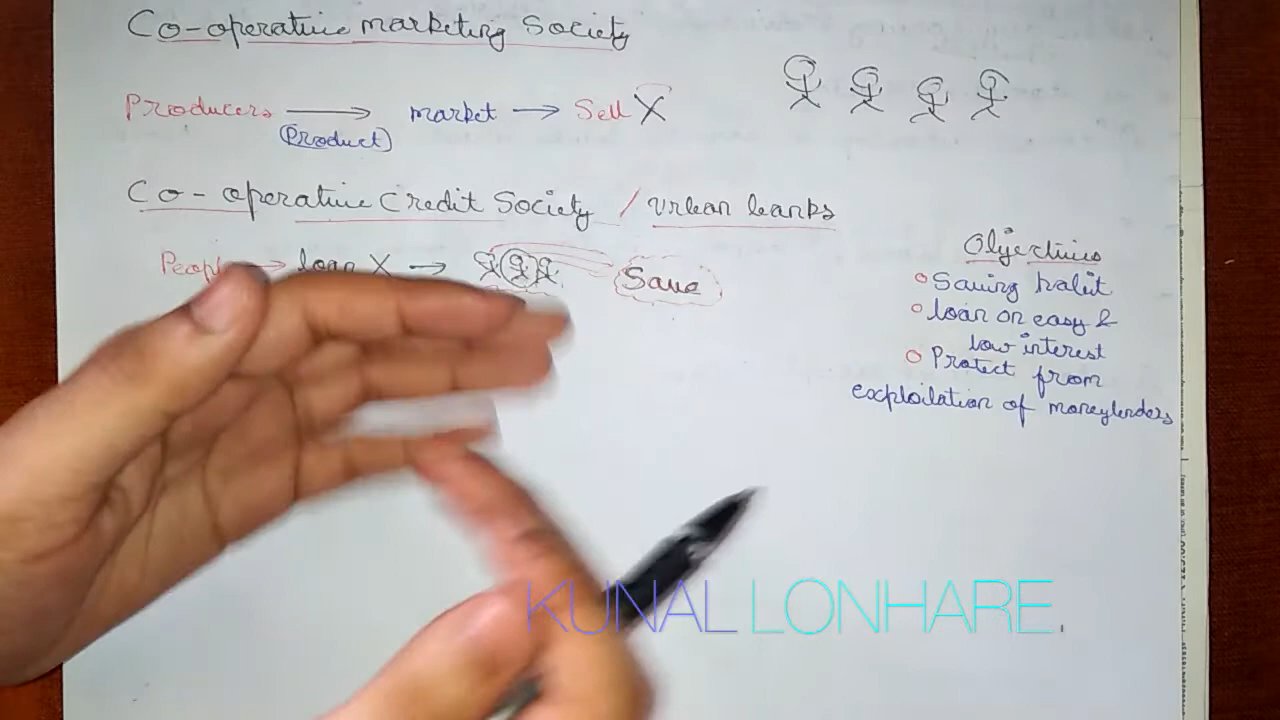 Co-operative marketing Society
Producers → market → Sell X
(Product)
Co-operative Credit Society / Urban banks
loan X → Save
Objectives
Saving habit
loan on easy &
low interest
Protect from
exploilation of moneylenders
KUNAL LONHARE